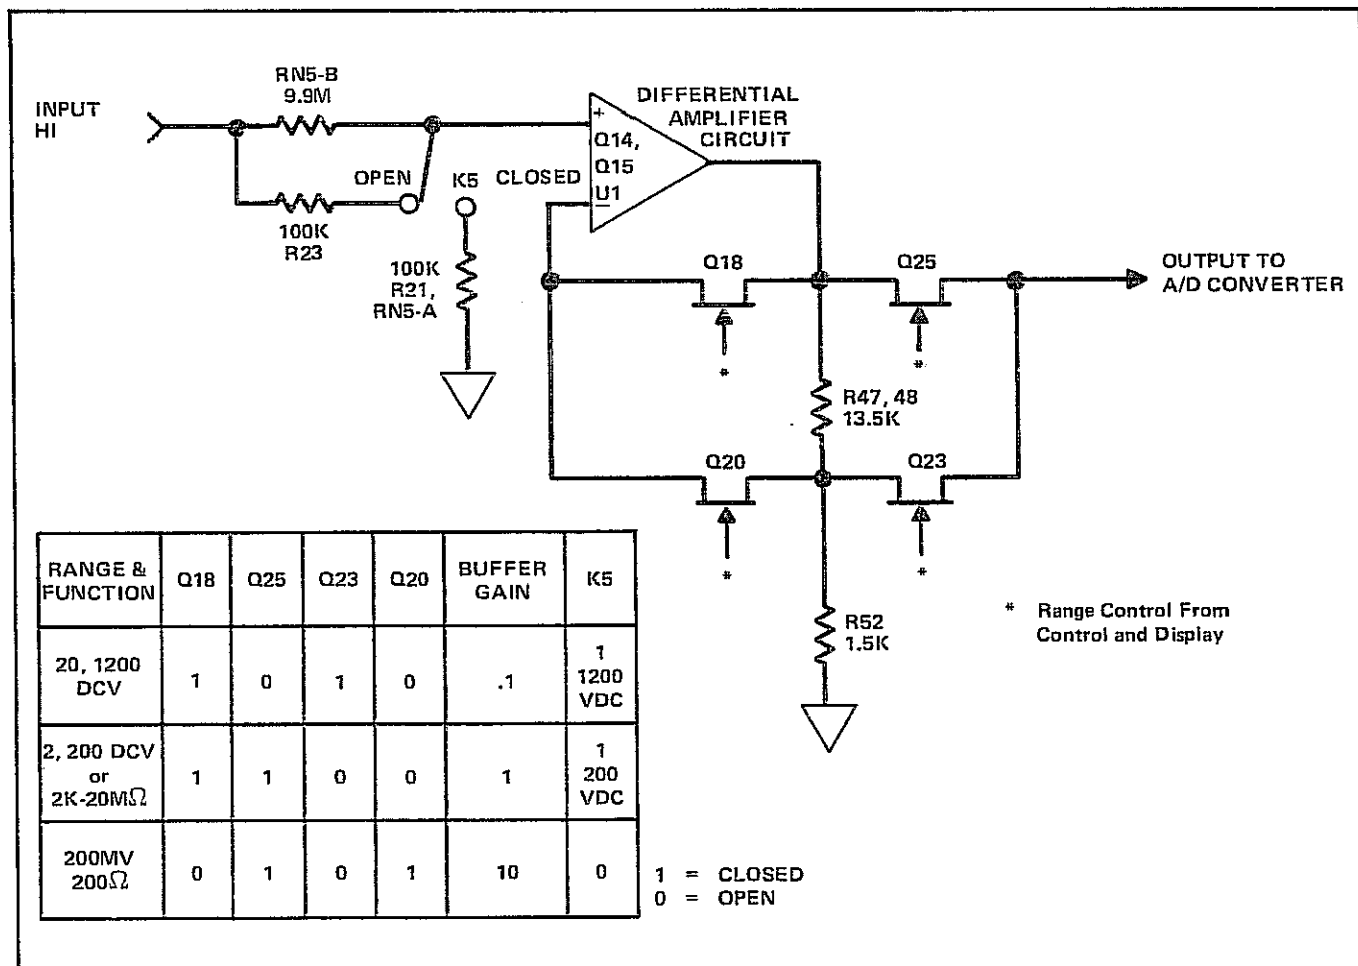 INPUT
HI
RN5-B
9.9M
OPEN
K5
CLOSED
100K
R23
100K
R21,
RN5-A
+
Q14,
Q15
U1
−
DIFFERENTIAL
AMPLIFIER
CIRCUIT
Q18
Q25
OUTPUT TO
A/D CONVERTER
*
*
R47, 48
13.5K
Q20
Q23
*
*
R52
1.5K
* Range Control From
Control and Display
RANGE & FUNCTION Q18 Q25 Q23 Q20 BUFFER GAIN K5
20, 1200 DCV 1 0 1 0 .1 1 1200 VDC
2, 200 DCV or 2K-20MΩ 1 1 0 0 1 1 200 VDC
200MV 200Ω 0 1 0 1 10 0
1 = CLOSED
0 = OPEN